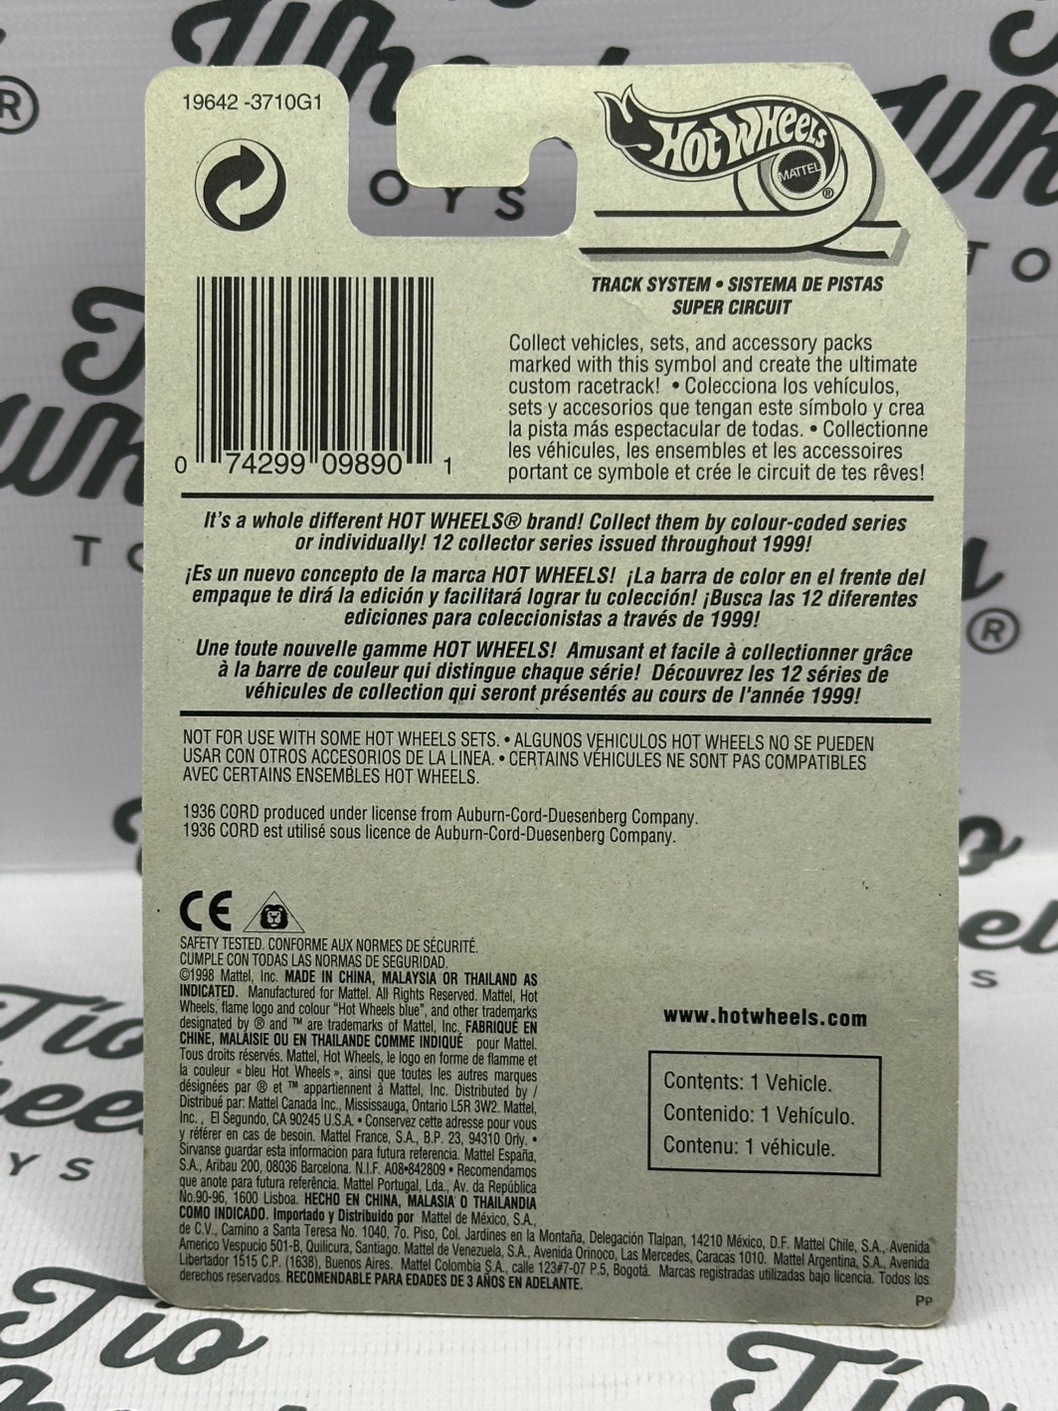 19642 -3710G1
HOT WHEELS
MATTEL
®
TRACK SYSTEM • SISTEMA DE PISTAS
SUPER CIRCUIT
Collect vehicles, sets, and accessory packs
marked with this symbol and create the ultimate
custom racetrack! • Colecciona los vehículos,
sets y accesorios que tengan este símbolo y crea
la pista más espectacular de todas. • Collectionne
les véhicules, les ensembles et les accessoires
portant ce symbole et crée le circuit de tes rêves!
0 74299 09890 1
It's a whole different HOT WHEELS® brand! Collect them by colour-coded series
or individually! 12 collector series issued throughout 1999!
¡Es un nuevo concepto de la marca HOT WHEELS! ¡La barra de color en el frente del
empaque te dirá la edición y facilitará lograr tu colección! ¡Busca las 12 diferentes
ediciones para coleccionistas a través de 1999!
Une toute nouvelle gamme HOT WHEELS! Amusant et facile à collectionner grâce
à la barre de couleur qui distingue chaque série! Découvrez les 12 séries de
véhicules de collection qui seront présentés au cours de l'année 1999!
NOT FOR USE WITH SOME HOT WHEELS SETS. • ALGUNOS VEHICULOS HOT WHEELS NO SE PUEDEN
USAR CON OTROS ACCESORIOS DE LA LINEA. • CERTAINS VÉHICULES NE SONT PAS COMPATIBLES
AVEC CERTAINS ENSEMBLES HOT WHEELS.
1936 CORD produced under license from Auburn-Cord-Duesenberg Company.
1936 CORD est utilisé sous licence de Auburn-Cord-Duesenberg Company.
CE
SAFETY TESTED. CONFORME AUX NORMES DE SÉCURITÉ.
CUMPLE CON TODAS LAS NORMAS DE SEGURIDAD.
©1998 Mattel, Inc. MADE IN CHINA, MALAYSIA OR THAILAND AS
INDICATED. Manufactured for Mattel. All Rights Reserved. Mattel, Hot
Wheels, flame logo and colour "Hot Wheels blue", and other trademarks
designated by ® and ™ are trademarks of Mattel, Inc. FABRIQUÉ EN
CHINE, MALAISIE OU EN THAILANDE COMME INDIQUÉ pour Mattel.
Tous droits réservés. Mattel, Hot Wheels, le logo en forme de flamme et
la couleur « bleu Hot Wheels », ainsi que toutes les autres marques
désignées par ® et ™ appartiennent à Mattel, Inc. Distributed by /
Distribué par: Mattel Canada Inc., Mississauga, Ontario L5R 3W2. Mattel,
Inc., El Segundo, CA 90245 U.S.A. • Conservez cette adresse pour vous
y référer en cas de besoin. Mattel France, S.A., B.P. 23, 94310 Orly. •
Sirvanse guardar esta informacion para futura referencia. Mattel España,
S.A., Aribau 200, 08036 Barcelona. N.I.F. A08•842809 • Recomendamos
que anote para futura referência. Mattel Portugal, Lda., Av. da República
No.90-96, 1600 Lisboa. HECHO EN CHINA, MALASIA O THAILANDIA
COMO INDICADO. Importado y Distribuido por Mattel de México, S.A.,
de C.V., Camino a Santa Teresa No. 1040, 7o. Piso, Col. Jardines en la Montaña, Delegación Tlalpan, 14210 México, D.F. Mattel Chile, S.A., Avenida
Americo Vespucio 501-B, Quilicura, Santiago. Mattel de Venezuela, S.A., Avenida Orinoco, Las Mercedes, Caracas 1010. Mattel Argentina, S.A., Avenida
Libertador 1515 C.P. (1638), Buenos Aires. Mattel Colombia S.A., calle 123#7-07 P.5, Bogotá. Marcas registradas utilizadas bajo licencia. Todos los
derechos reservados. RECOMENDABLE PARA EDADES DE 3 AÑOS EN ADELANTE.
www.hotwheels.com
Contents: 1 Vehicle.
Contenido: 1 Vehículo.
Contenu: 1 véhicule.
PP
Tio
Tio